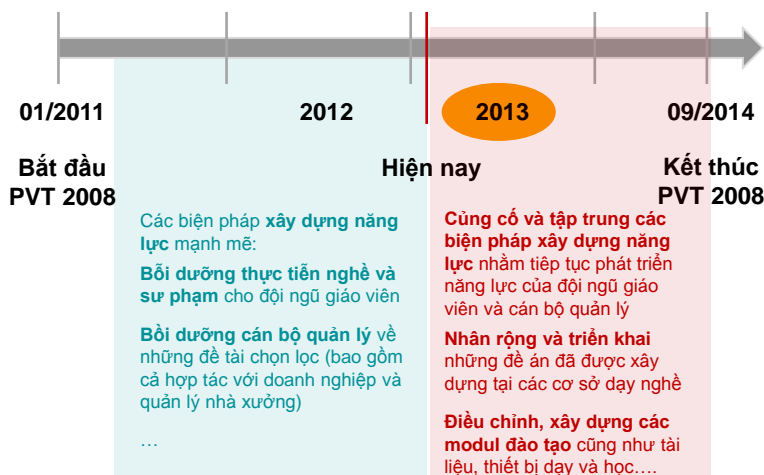 01/2011
2012
2013
09/2014
Bắt đầu
PVT 2008
Hiện nay
Kết thúc
PVT 2008
Các biện pháp xây dựng năng
lực mạnh mẽ:
Bỗi dưỡng thực tiễn nghề và
sư phạm cho đội ngũ giáo viên
Bồi dưỡng cán bộ quản lý về
những đề tài chọn lọc (bao gồm
cả hợp tác với doanh nghiệp và
quản lý nhà xưởng)
…
Củng cố và tập trung các
biện pháp xây dựng năng
lực nhằm tiêp tục phát triển
năng lực của đội ngũ giáo
viên và cán bộ quản lý
Nhân rộng và triển khai
những đề án đã được xây
dựng tại các cơ sở dạy nghề
Điều chỉnh, xây dựng các
modul đào tạo cũng như tài
liệu, thiết bị dạy và học….